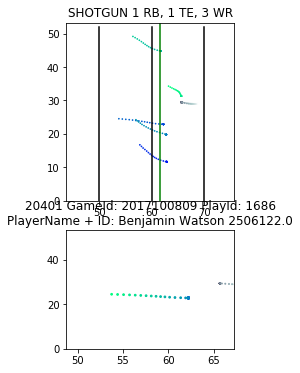 SHOTGUN 1 RB, 1 TE, 3 WR
50
40
30
20
10
0
50 60 70
20401 GameId: 2017100809 PlayId: 1686
PlayerName + ID: Benjamin Watson 2506122.0
40
20
0
50 55 60 65